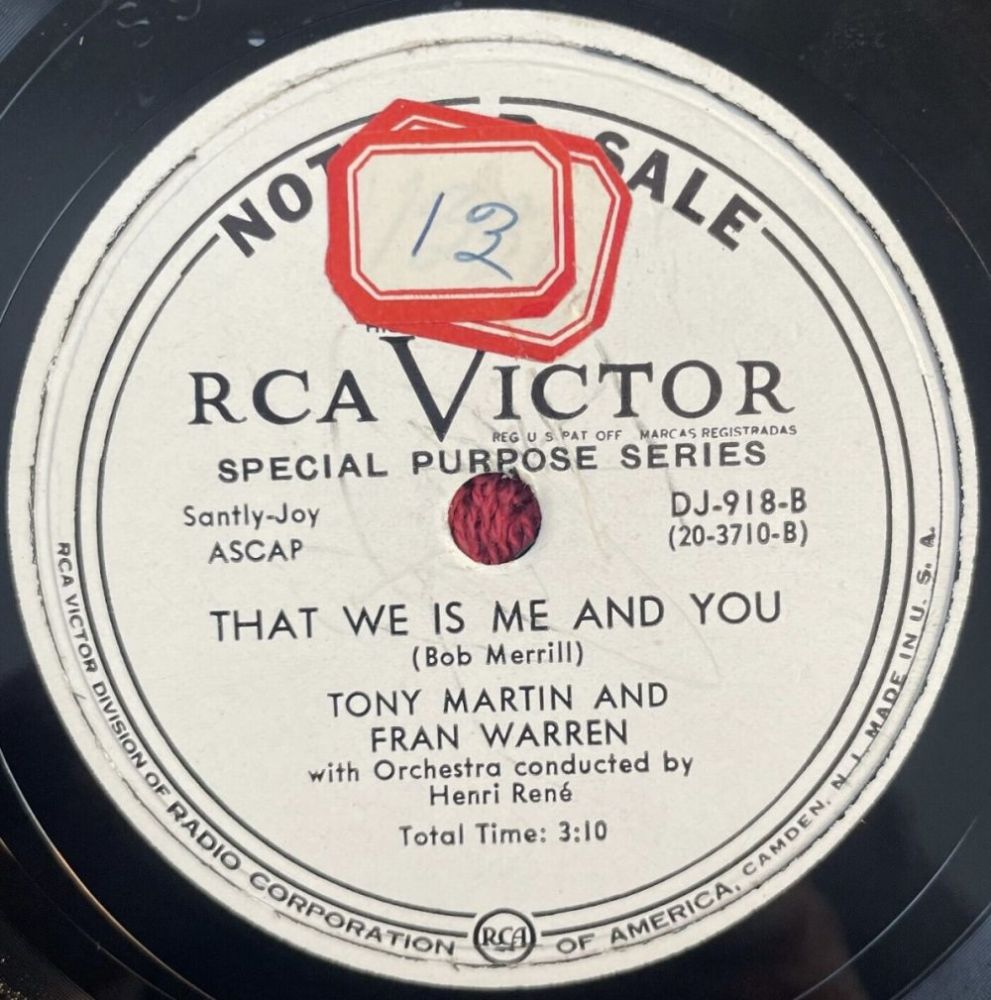 NOT
SALE
12
RCA VICTOR
REG U S PAT OFF MARCAS REGISTRADAS
SPECIAL PURPOSE SERIES
Santly-Joy
ASCAP
DJ-918-B
(20-3710-B)
THAT WE IS ME AND YOU
(Bob Merrill)
TONY MARTIN AND
FRAN WARREN
with Orchestra conducted by
Henri René
Total Time: 3:10
RCA VICTOR DIVISION OF RADIO CORPORATION
RCA
OF AMERICA, CAMDEN, N. J. MADE IN U. S. A.